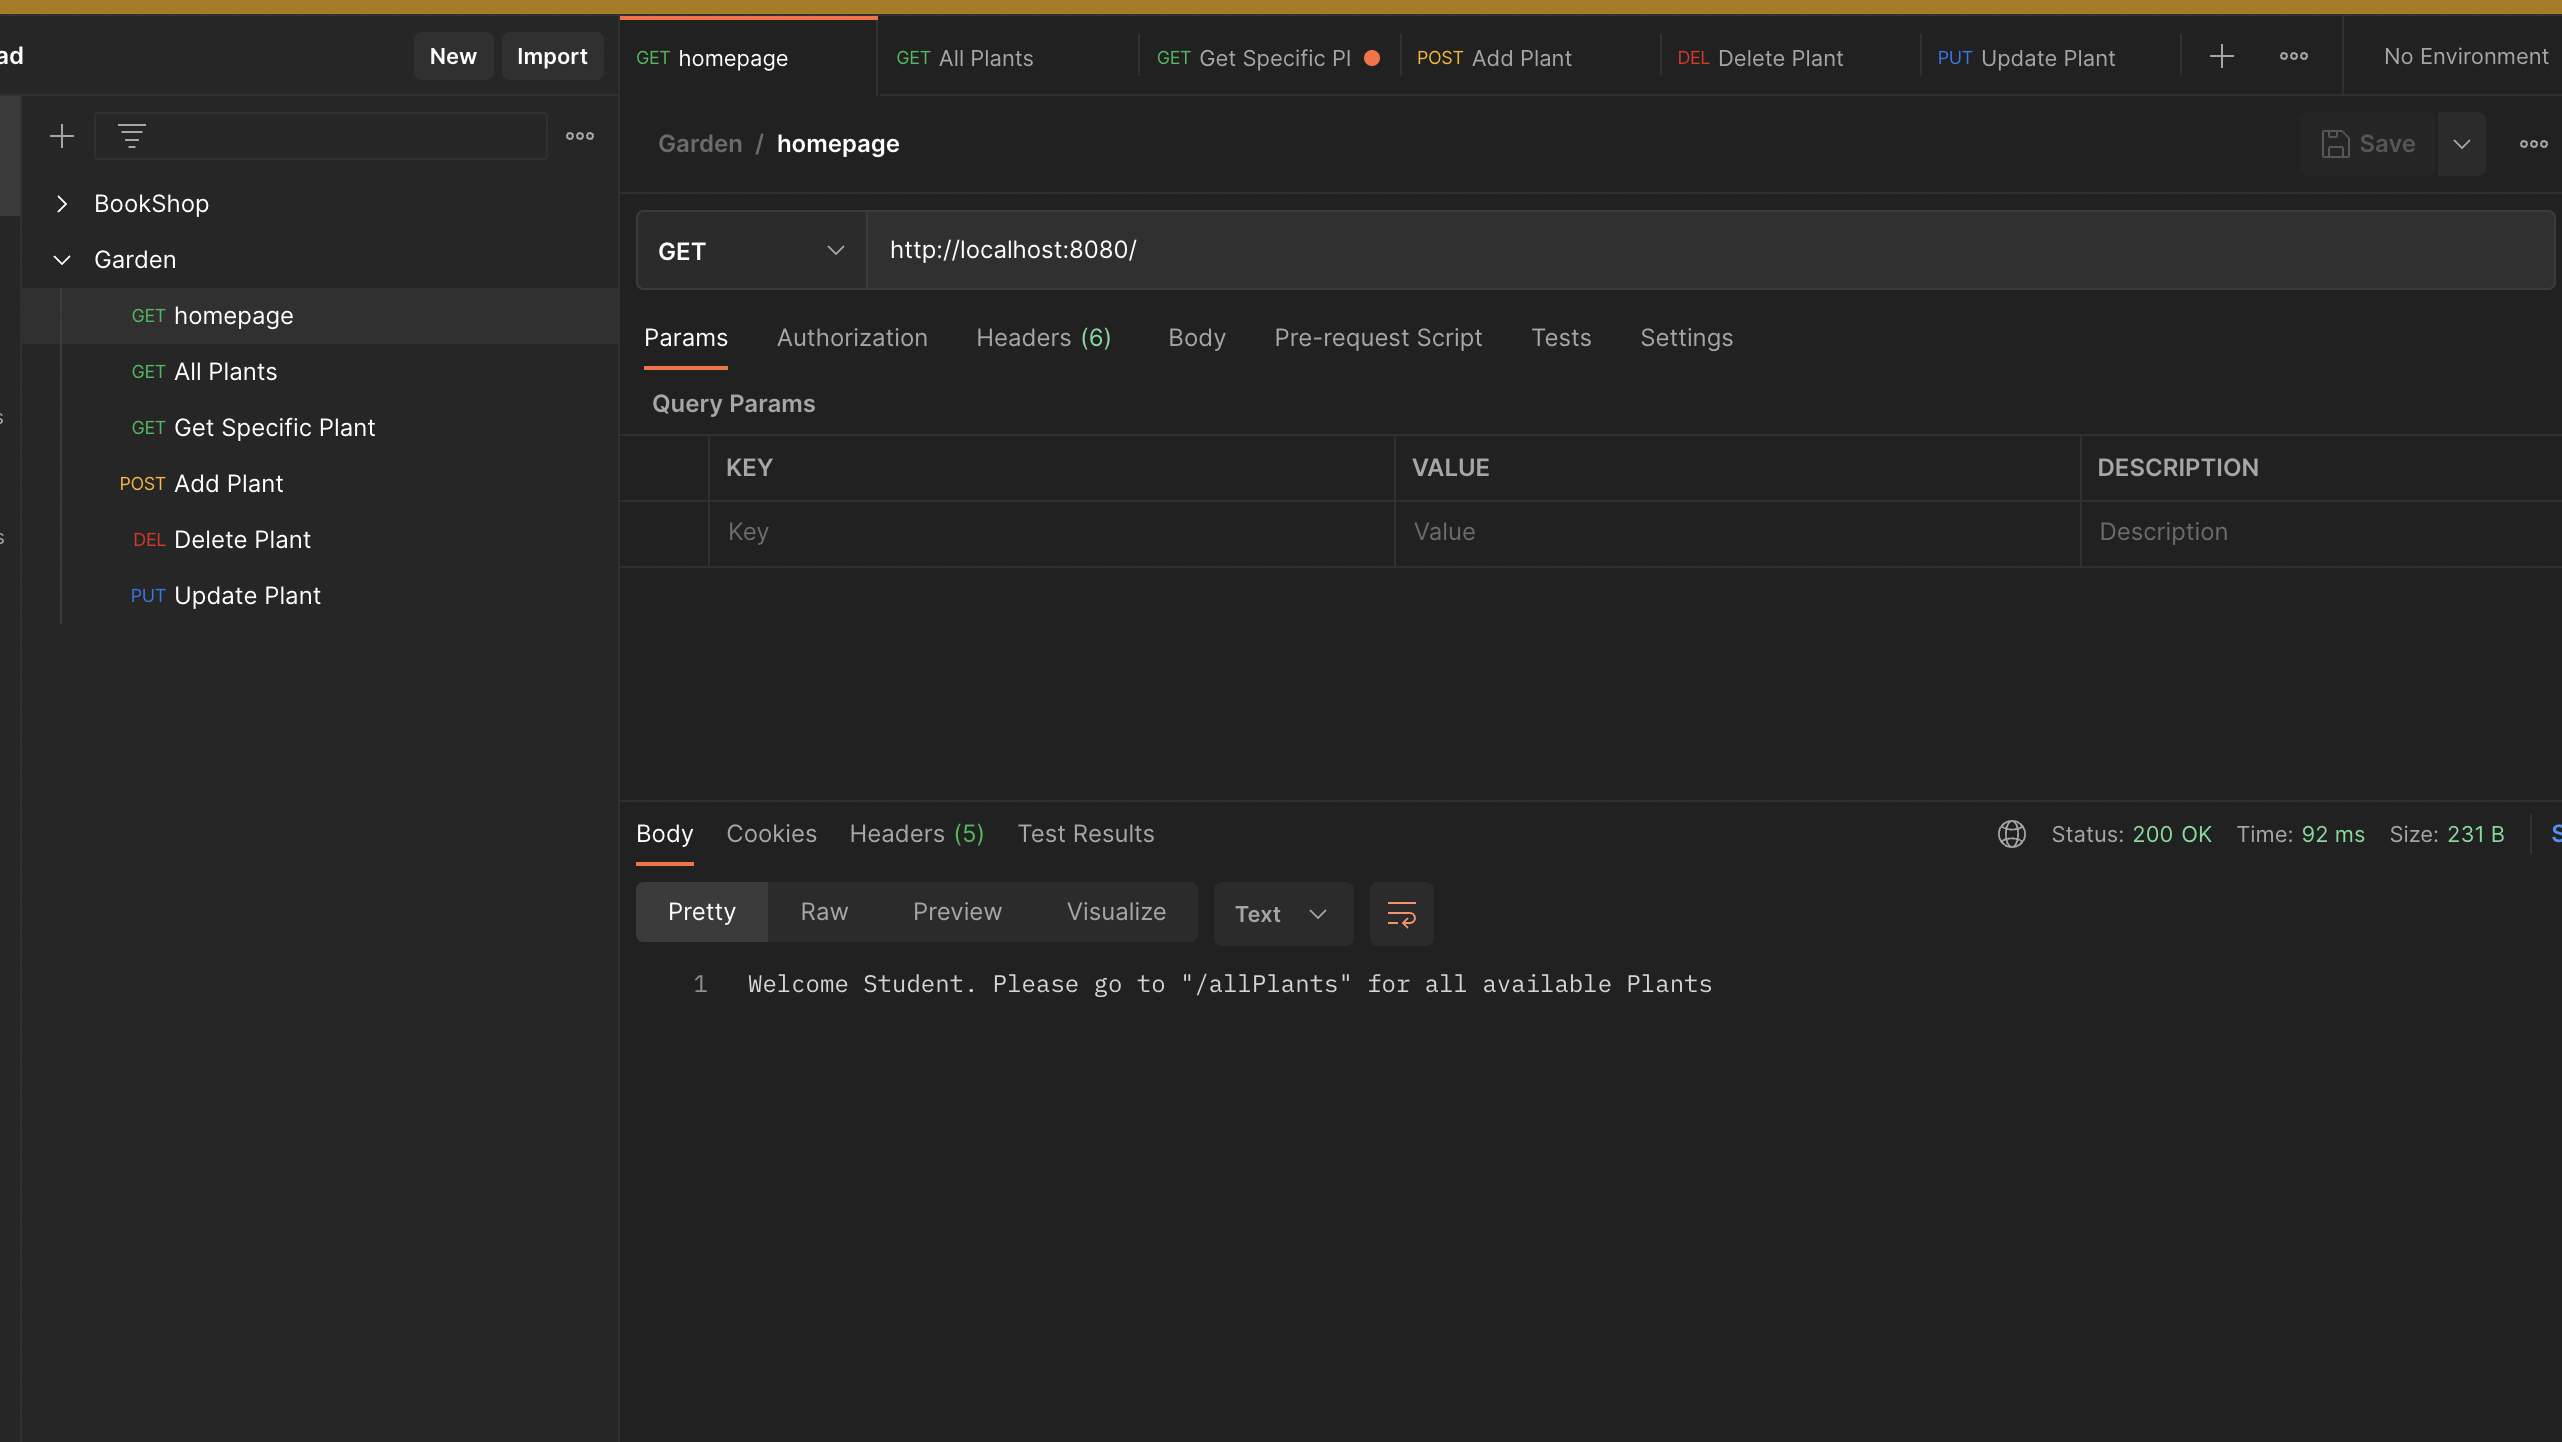 ad
New
Import
GET homepage
GET All Plants
GET Get Specific Pl
POST Add Plant
DEL Delete Plant
PUT Update Plant
No Environment
BookShop
Garden
GET homepage
GET All Plants
GET Get Specific Plant
POST Add Plant
DEL Delete Plant
PUT Update Plant
Garden / homepage
Save
GET
http://localhost:8080/
Params Authorization Headers (6) Body Pre-request Script Tests Settings
Query Params
KEY VALUE DESCRIPTION
Key Value Description
Body Cookies Headers (5) Test Results
Status: 200 OK Time: 92 ms Size: 231 B
Pretty Raw Preview Visualize Text
1 Welcome Student. Please go to "/allPlants" for all available Plants